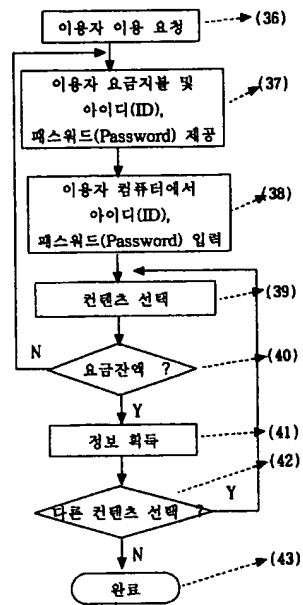 이용자 이용 요청
(36)
이용자 요금지불 및
아이디(ID),
패스워드(Password) 제공
(37)
이용자 컴퓨터에서
아이디(ID),
패스워드(Password) 입력
(38)
컨텐츠 선택
(39)
N
요금잔액 ?
(40)
Y
정보 획득
(41)
(42)
다른 컨텐츠 선택 ?
Y
N
(43)
완료